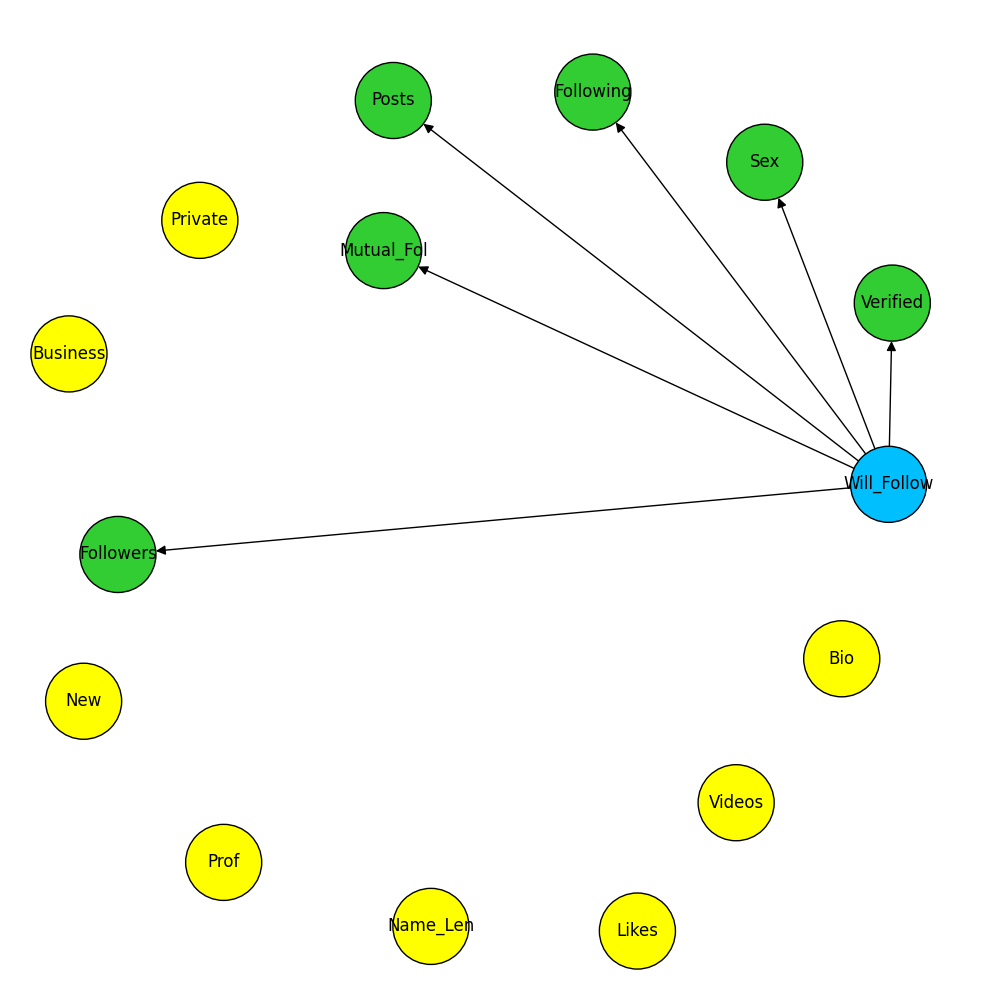 Following
Posts
Sex
Private
Mutual_Fol
Verified
Business
Will_Follow
Followers
Bio
New
Videos
Prof
Name_Len
Likes